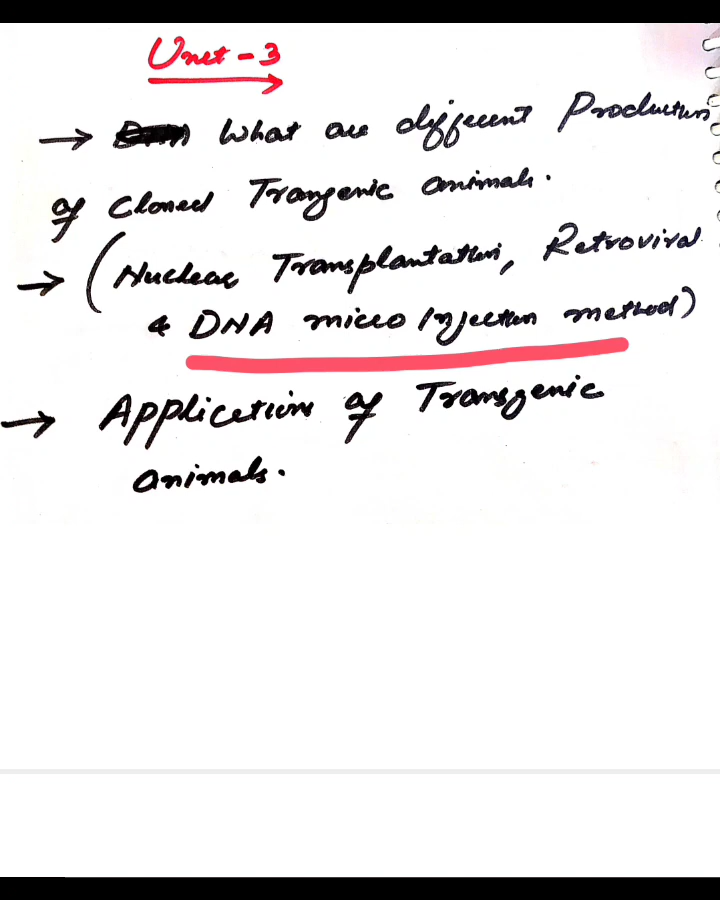 Unit - 3
→ What are different Production
of Cloned Trangenic animals.
→ (Nuclear Transplantation, Retroviral
& DNA micro Injection method)
→ Application of Transgenic
animals.